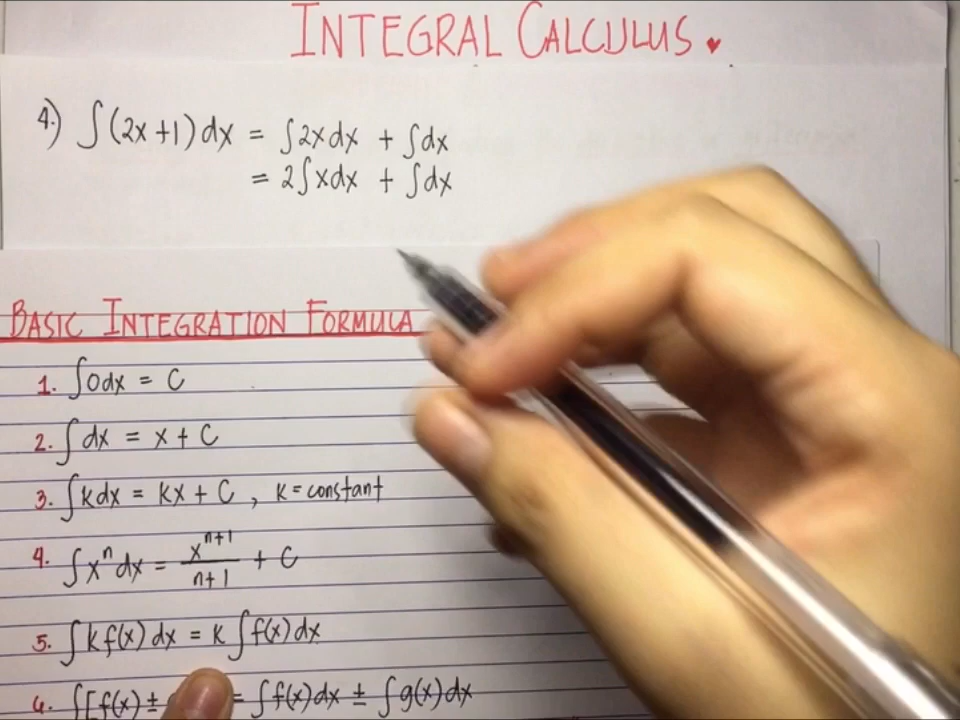 INTEGRAL CALCULUS ♥.
4.) ∫(2x+1)dx = ∫2xdx + ∫dx
= 2∫xdx + ∫dx
BASIC INTEGRATION FORMULA
1. ∫0dx = C
2. ∫dx = x + C
3. ∫kdx = kx + C , k = constant
4. ∫xⁿdx = xⁿ⁺¹/n+1 + C
5. ∫k f(x) dx = k ∫f(x) dx
6. ∫[f(x) ± = ∫f(x)dx ± ∫g(x)dx